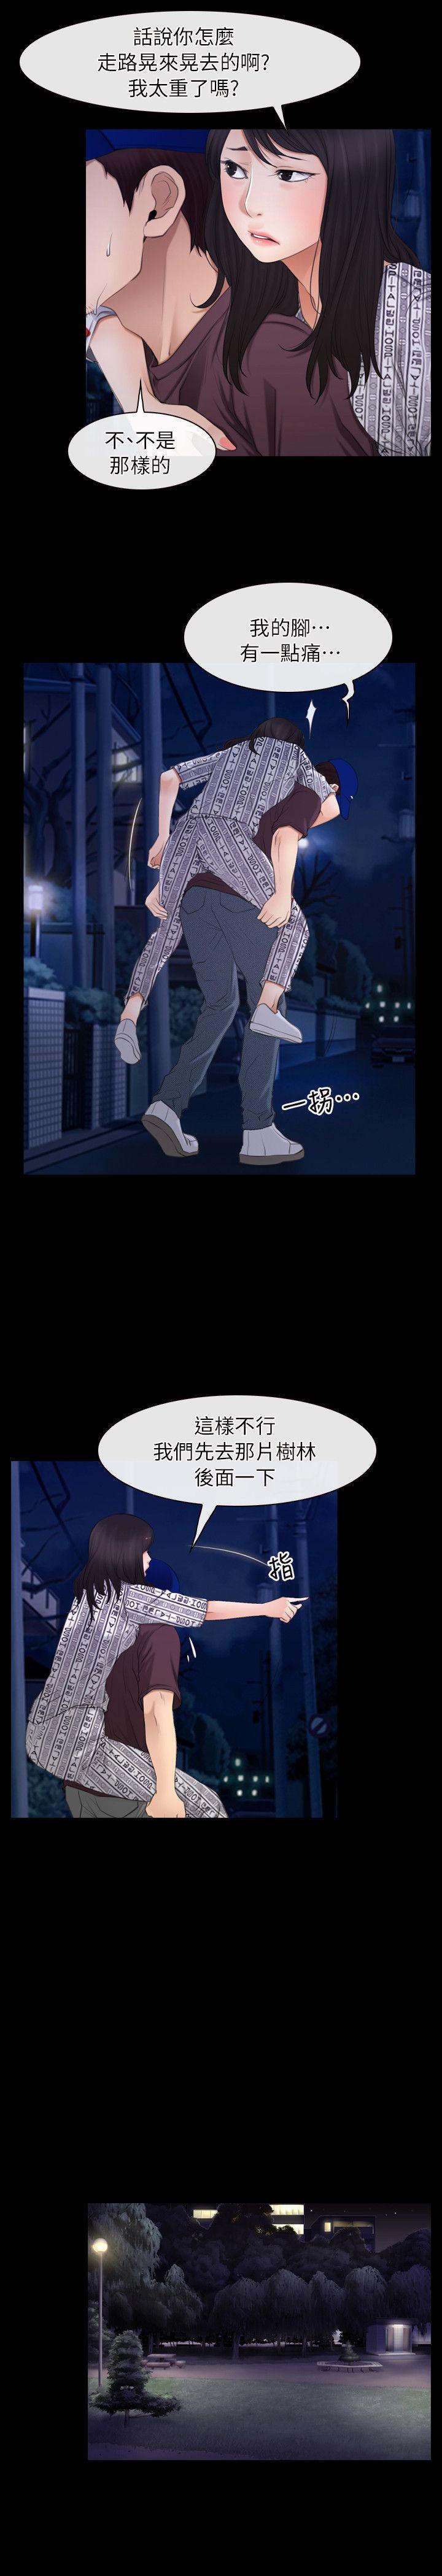 話說你怎麼
走路晃來晃去的啊?
我太重了嗎?
不、不是
那樣的
我的腳⋯
有一點痛⋯
一拐⋯
這樣不行
我們先去那片樹林
後面一下
指